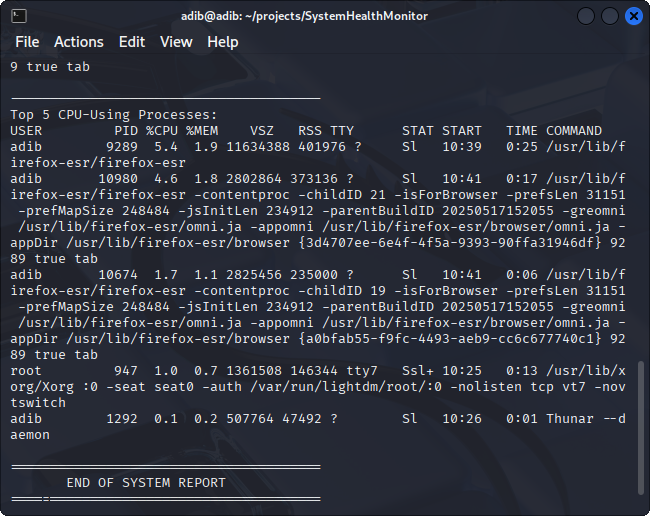 adib@adib: ~/projects/SystemHealthMonitor
File Actions Edit View Help
9 true tab
Top 5 CPU-Using Processes:
USER PID %CPU %MEM VSZ RSS TTY STAT START TIME COMMAND
adib 9289 5.4 1.9 11634388 401976 ? Sl 10:39 0:25 /usr/lib/f
irefox-esr/firefox-esr
adib 10980 4.6 1.8 2802864 373136 ? Sl 10:41 0:17 /usr/lib/f
irefox-esr/firefox-esr -contentproc -childID 21 -isForBrowser -prefsLen 31151
-prefMapSize 248484 -jsInitLen 234912 -parentBuildID 20250517152055 -greomni
/usr/lib/firefox-esr/omni.ja -appomni /usr/lib/firefox-esr/browser/omni.ja -
appDir /usr/lib/firefox-esr/browser {3d4707ee-6e4f-4f5a-9393-90ffa31946df} 92
89 true tab
adib 10674 1.7 1.1 2825456 235000 ? Sl 10:41 0:06 /usr/lib/f
irefox-esr/firefox-esr -contentproc -childID 19 -isForBrowser -prefsLen 31151
-prefMapSize 248484 -jsInitLen 234912 -parentBuildID 20250517152055 -greomni
/usr/lib/firefox-esr/omni.ja -appomni /usr/lib/firefox-esr/browser/omni.ja -
appDir /usr/lib/firefox-esr/browser {a0bfab55-f9fc-4493-aeb9-cc6c677740c1} 92
89 true tab
root 947 1.0 0.7 1361508 146344 tty7 Ssl+ 10:25 0:13 /usr/lib/x
org/Xorg :0 -seat seat0 -auth /var/run/lightdm/root/:0 -nolisten tcp vt7 -nov
tswitch
adib 1292 0.1 0.2 507764 47492 ? Sl 10:26 0:01 Thunar --d
aemon
END OF SYSTEM REPORT